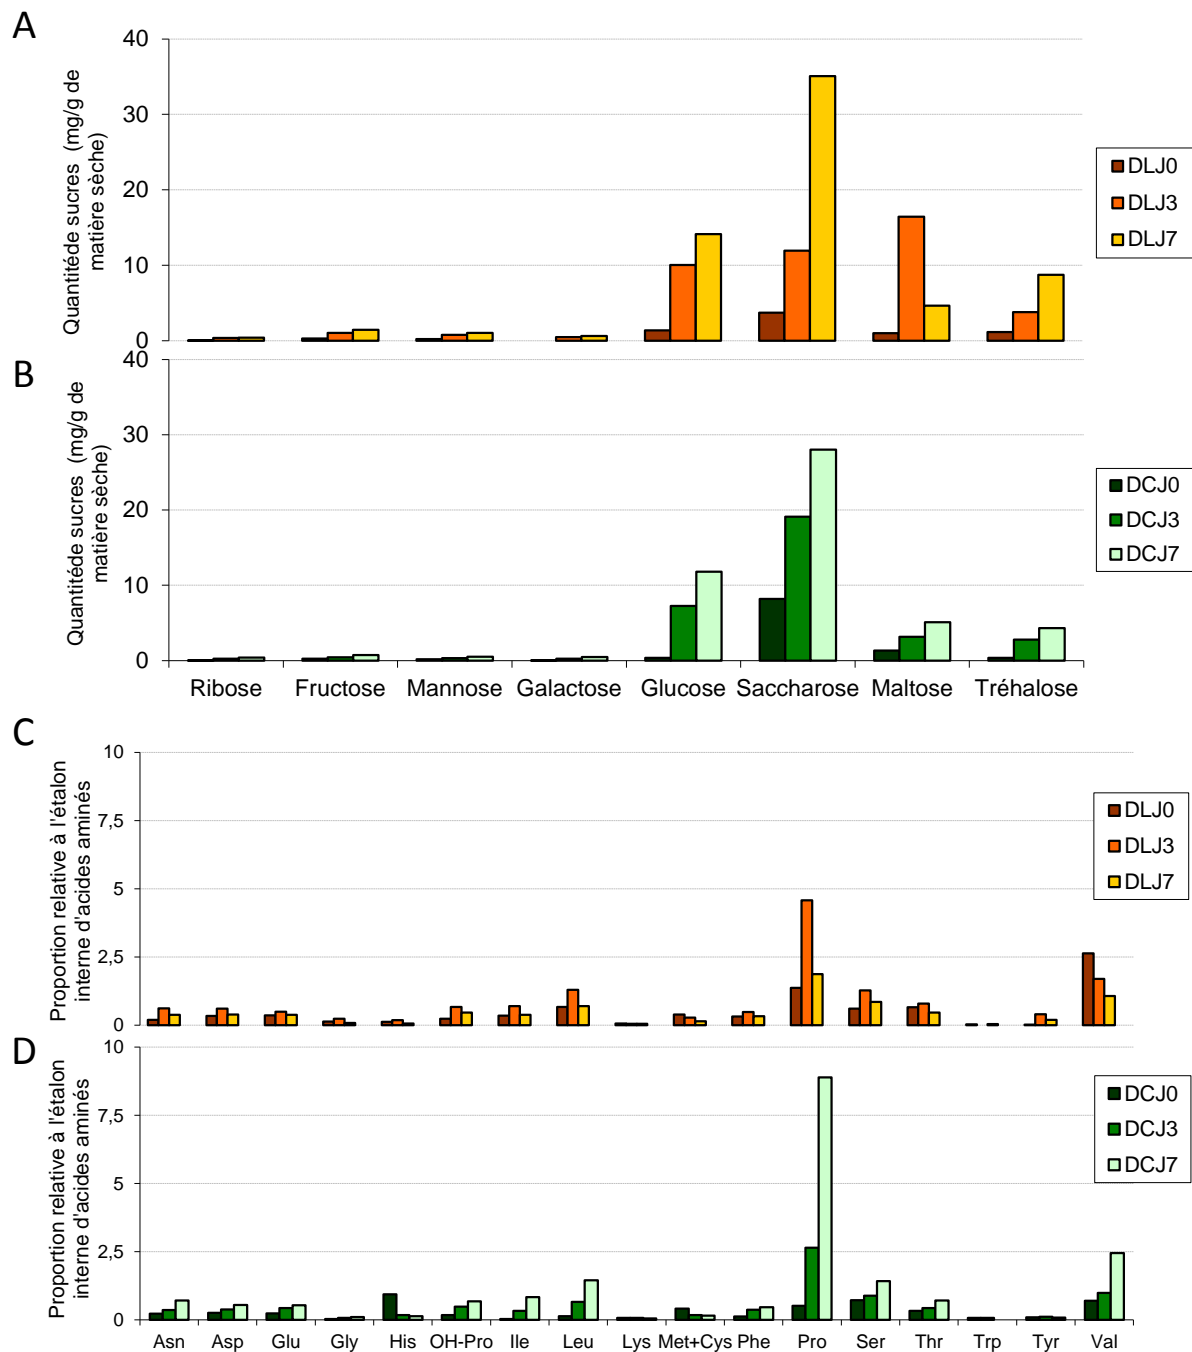 A
40
30
20
10
0
Quantitéde sucres (mg/g de
matière sèche)
DLJ0
DLJ3
DLJ7
B
40
30
20
10
0
Quantitéde sucres (mg/g de
matière sèche)
DCJ0
DCJ3
DCJ7
Ribose Fructose Mannose Galactose Glucose Saccharose Maltose Tréhalose
C
10
7,5
5
2,5
0
Proportion relative à l'étalon
interne d'acides aminés
DLJ0
DLJ3
DLJ7
D
10
7,5
5
2,5
0
Proportion relative à l'étalon
interne d'acides aminés
DCJ0
DCJ3
DCJ7
Asn Asp Glu Gly His OH-Pro Ile Leu Lys Met+Cys Phe Pro Ser Thr Trp Tyr Val